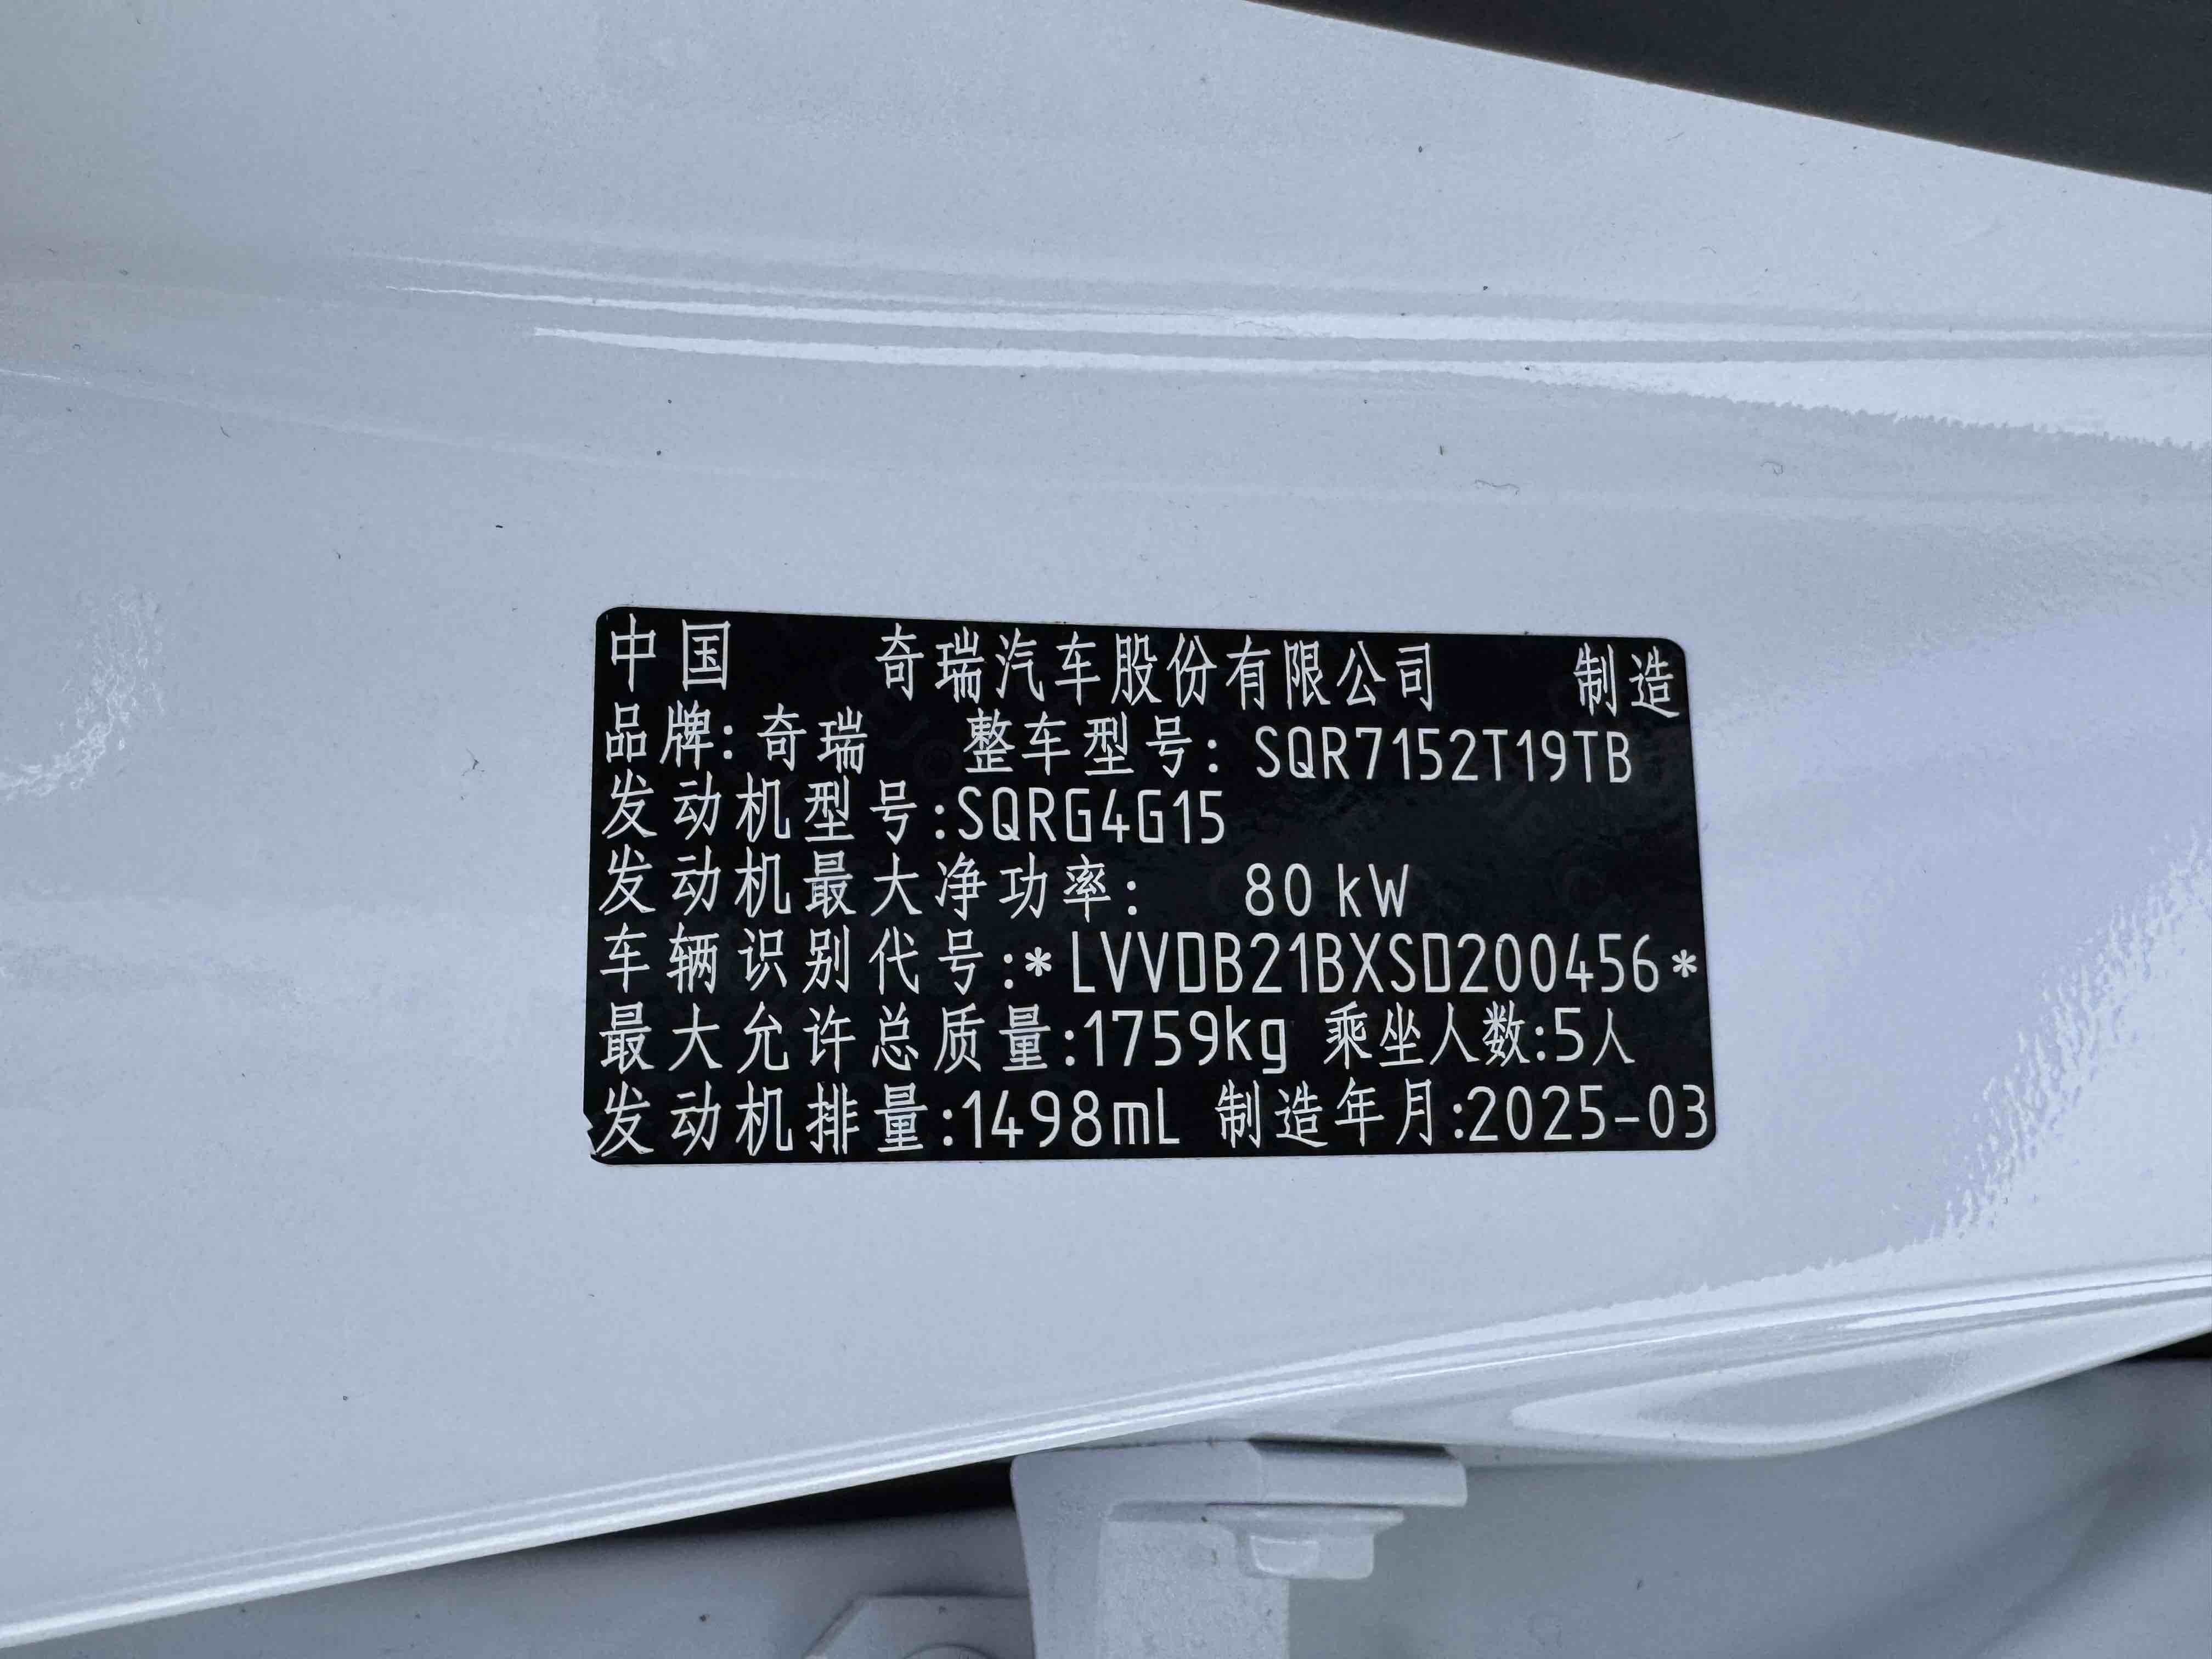 中国 奇瑞汽车股份有限公司 制造
品牌:奇瑞 整车型号:SQR7152T19TB
发动机型号:SQRG4G15
发动机最大净功率: 80 kW
车辆识别代号:*LVVDB21BXSD200456*
最大允许总质量:1759kg 乘坐人数:5人
发动机排量:1498mL 制造年月:2025-03